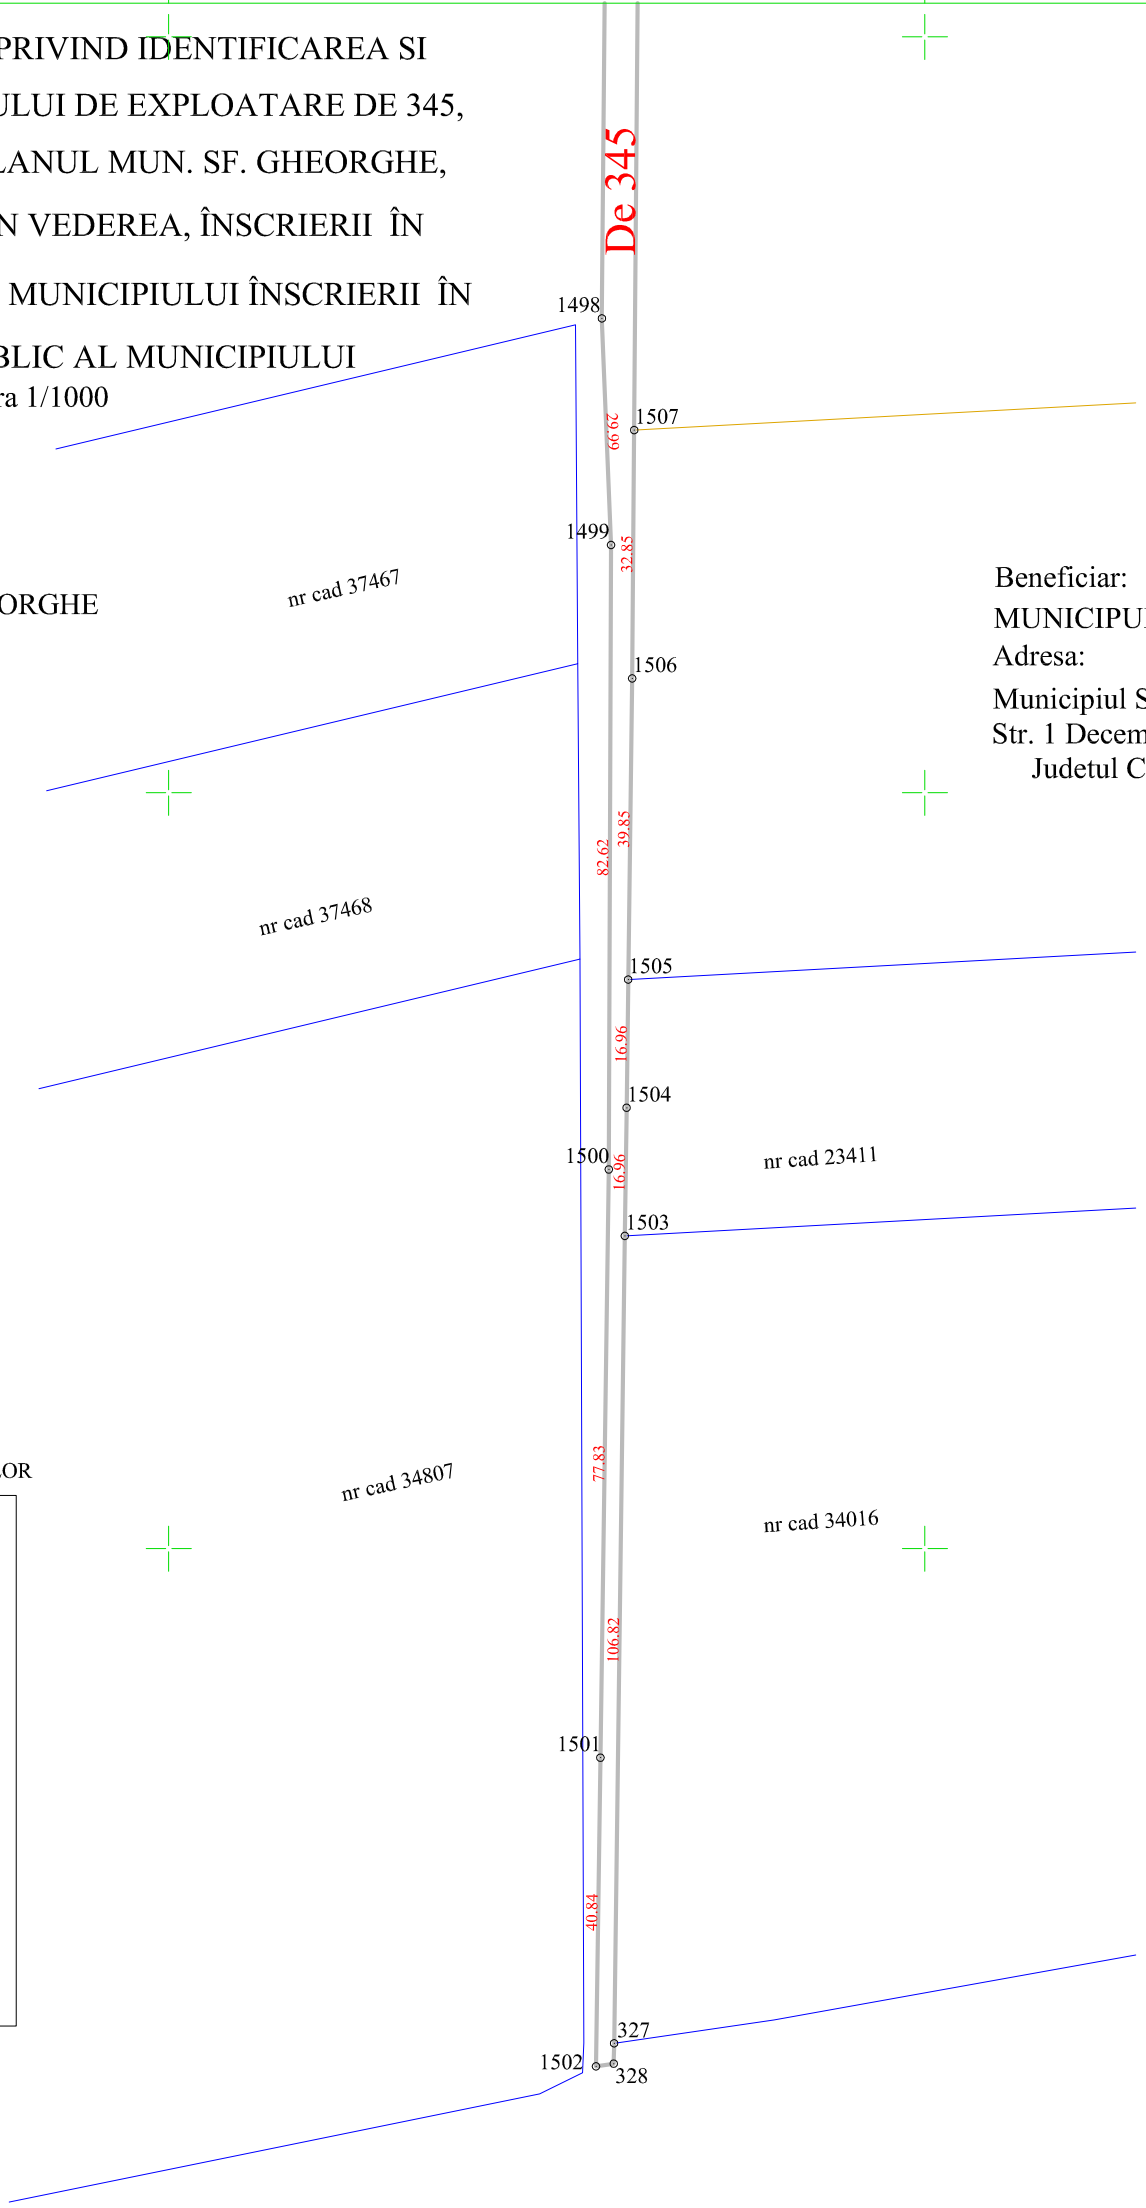 PRIVIND IDENTIFICAREA SI
ULUI DE EXPLOATARE DE 345,
LANUL MUN. SF. GHEORGHE,
N VEDEREA, ÎNSCRIERII ÎN
MUNICIPIULUI ÎNSCRIERII ÎN
BLIC AL MUNICIPIULUI
ra 1/1000
De 345
1498
1507
29.99
1499
32.85
nr cad 37467
ORGHE
Beneficiar:
MUNICIPU
Adresa:
Municipiul S
Str. 1 Decem
Judetul C
1506
39.85
82.62
nr cad 37468
1505
16.96
1504
1500
16.96
nr cad 23411
1503
77.83
LOR
nr cad 34807
nr cad 34016
106.82
1501
40.84
327
1502
328